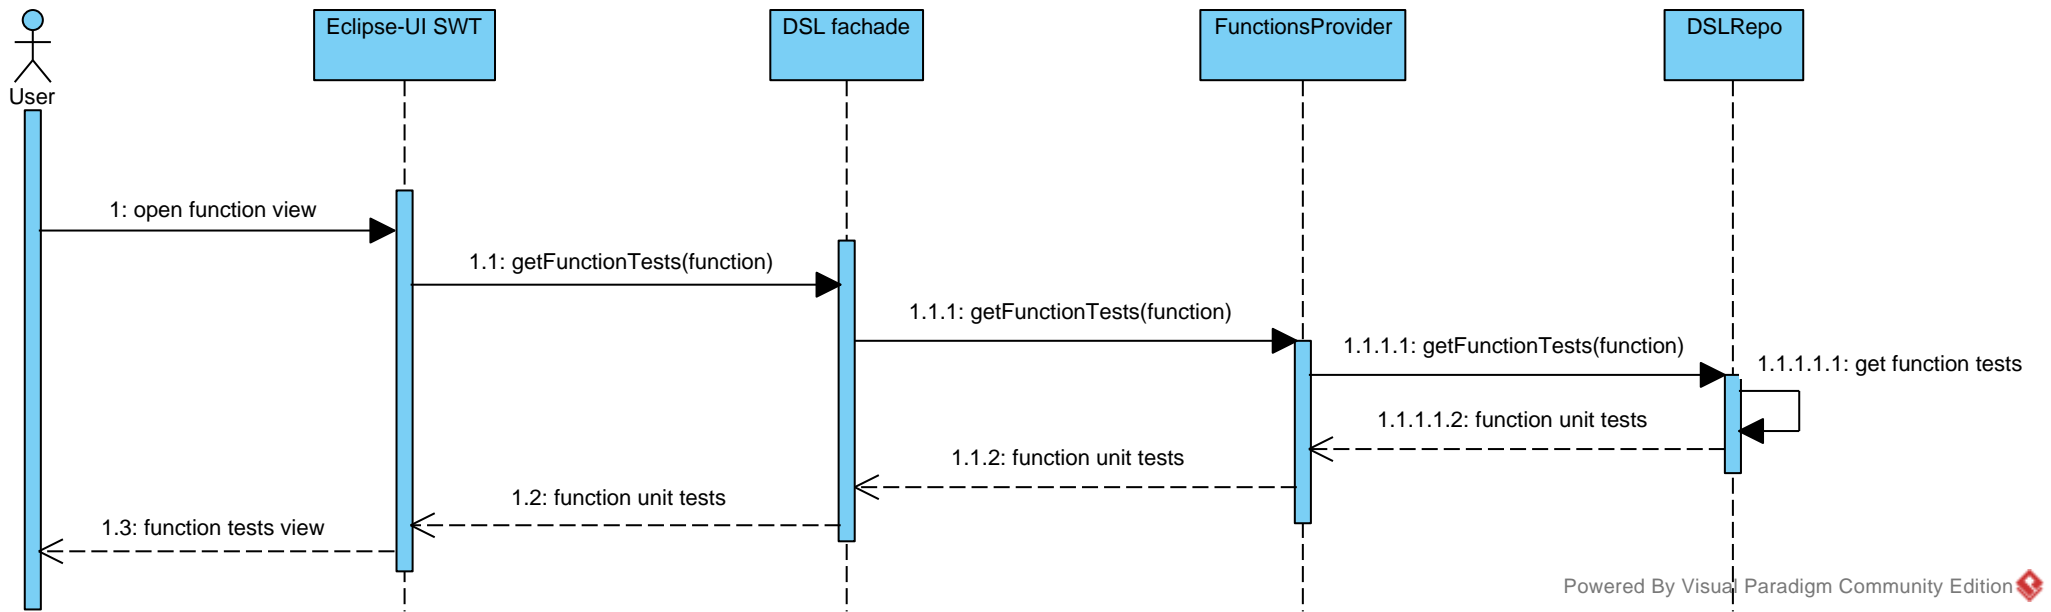 Eclipse-UI SWT
DSL fachade
FunctionsProvider
DSLRepo
User
1: open function view
1.1: getFunctionTests(function)
1.1.1: getFunctionTests(function)
1.1.1.1: getFunctionTests(function)
1.1.1.1.1: get function tests
1.1.1.1.2: function unit tests
1.1.2: function unit tests
1.2: function unit tests
1.3: function tests view
Powered By Visual Paradigm Community Edition